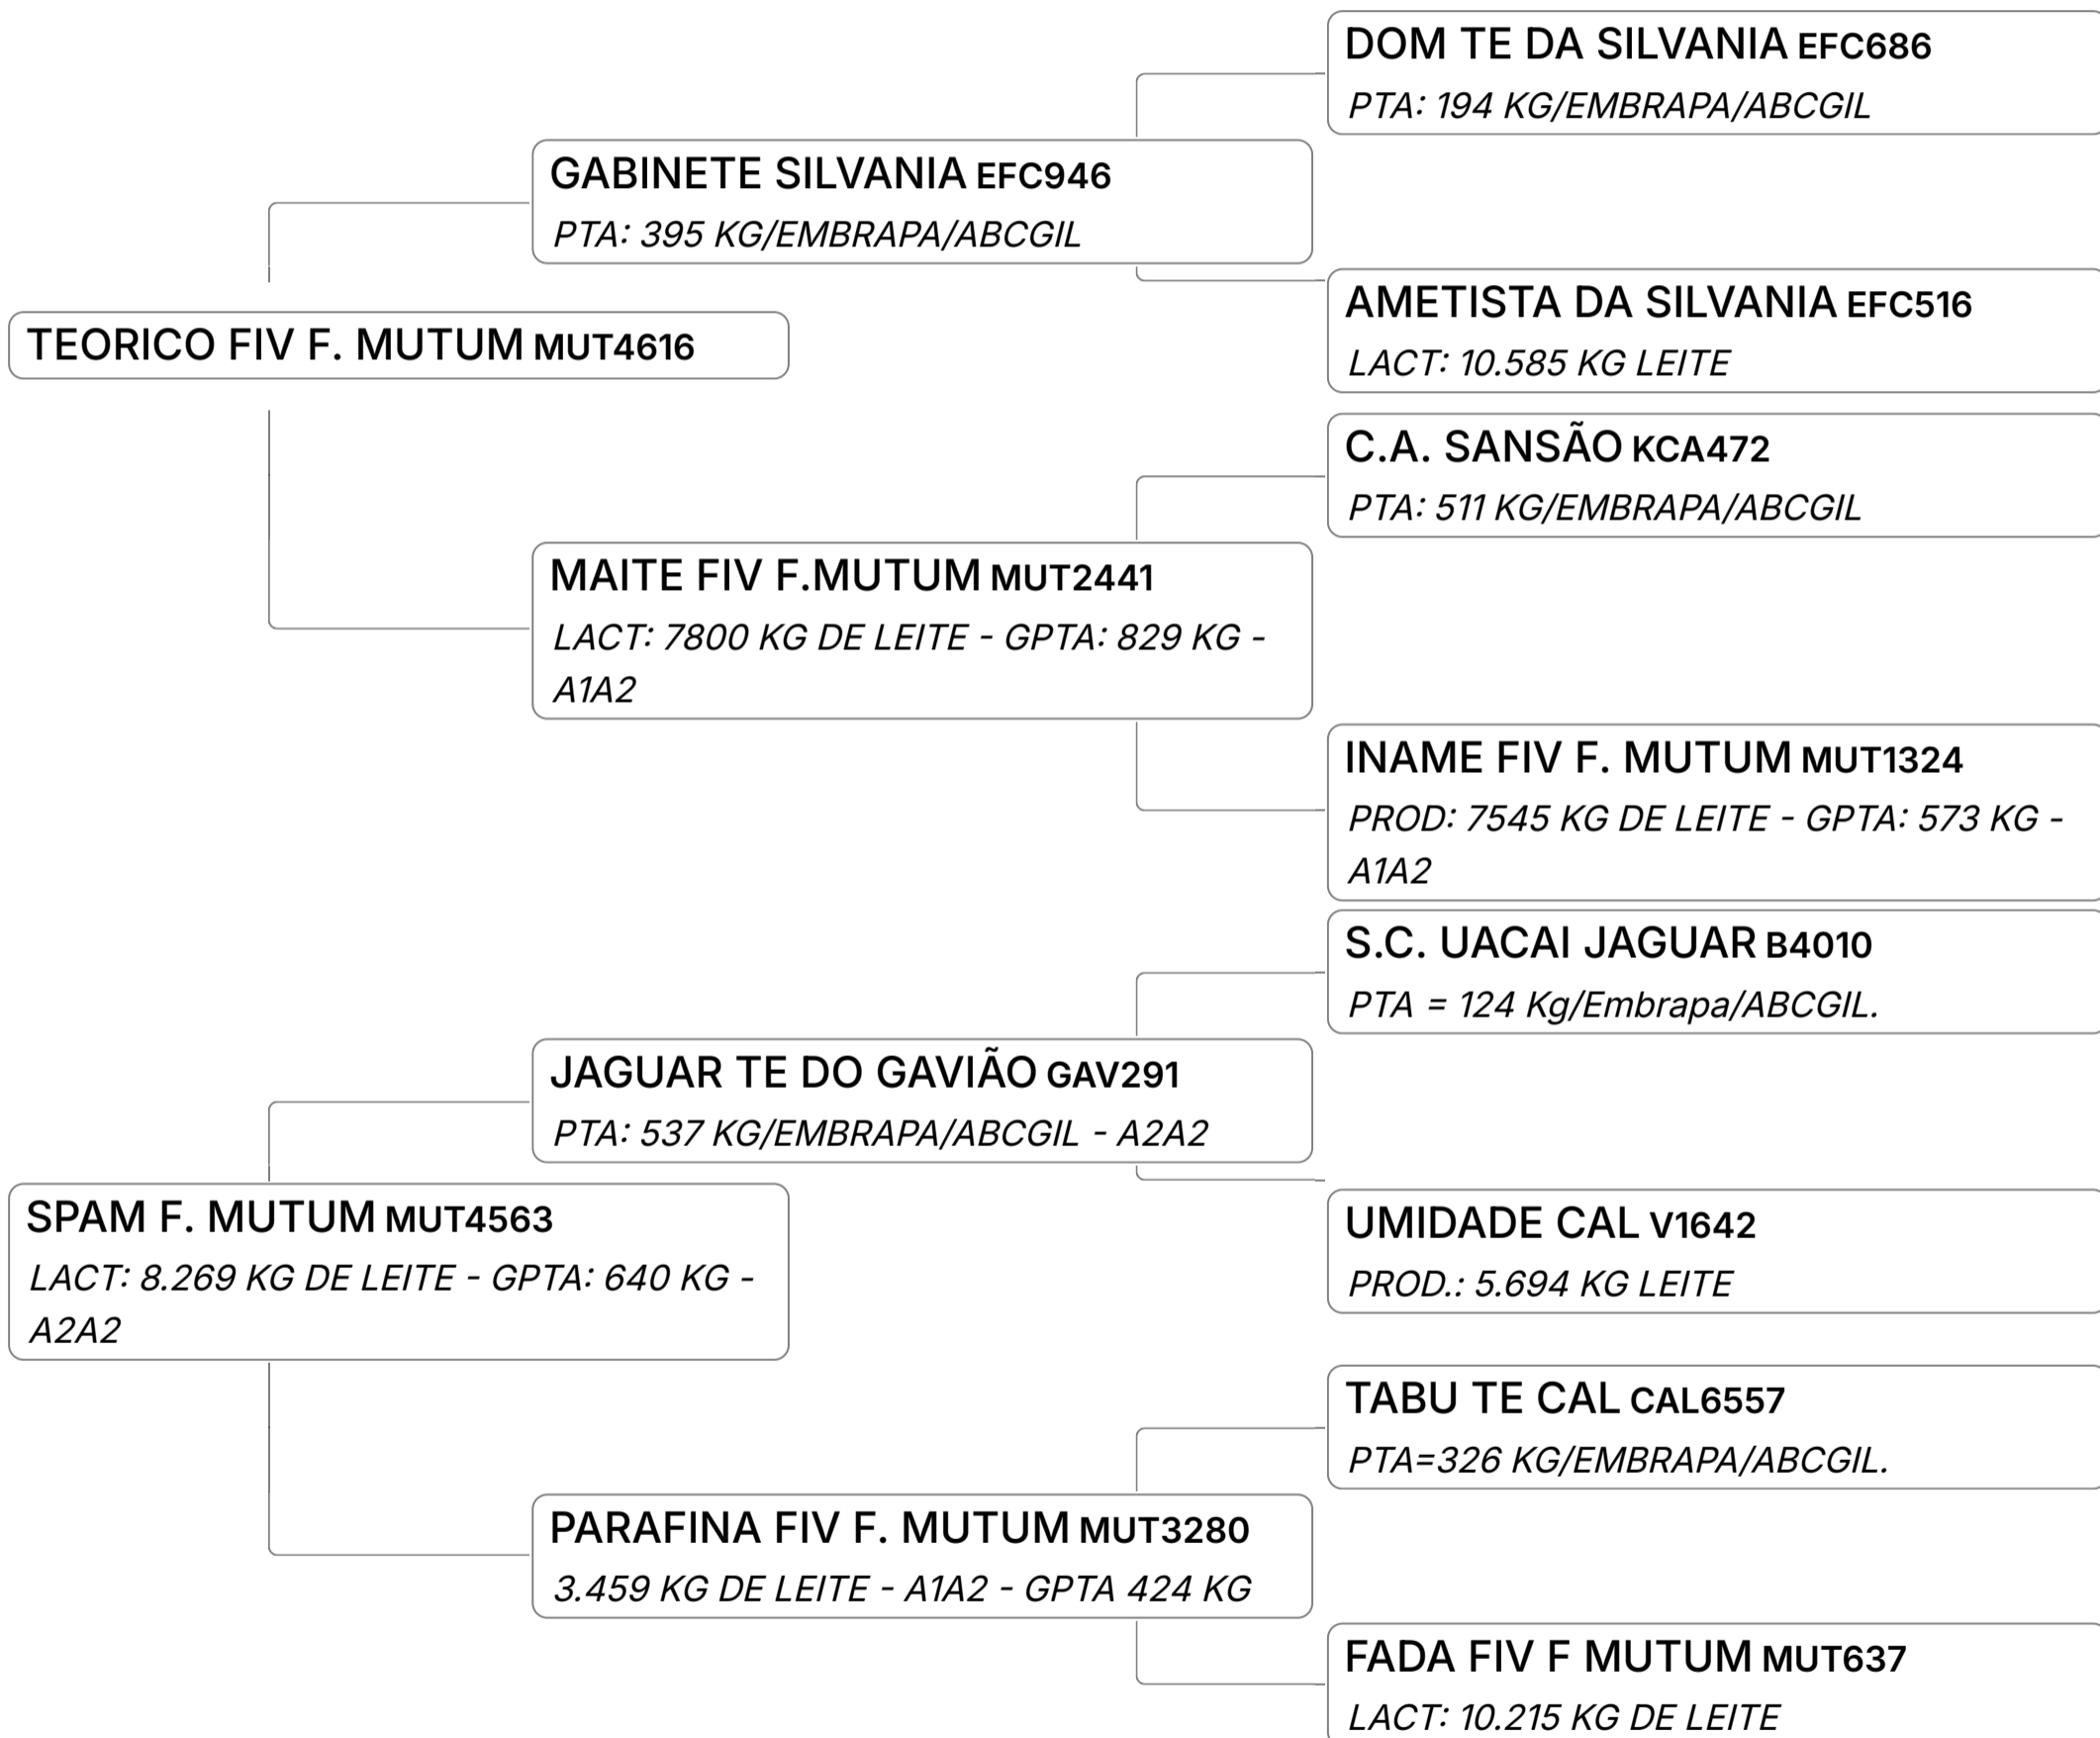 DOM TE DA SILVANIA EFC686
PTA: 194 KG/EMBRAPA/ABCGIL
GABINETE SILVANIA EFC946
PTA: 395 KG/EMBRAPA/ABCGIL
AMETISTA DA SILVANIA EFC516
LACT: 10.585 KG LEITE
TEORICO FIV F. MUTUM MUT4616
C.A. SANSÃO KCA472
PTA: 511 KG/EMBRAPA/ABCGIL
MAITE FIV F.MUTUM MUT2441
LACT: 7800 KG DE LEITE - GPTA: 829 KG -
A1A2
INAME FIV F. MUTUM MUT1324
PROD: 7545 KG DE LEITE - GPTA: 573 KG -
A1A2
S.C. UACAI JAGUAR B4010
PTA = 124 Kg/Embrapa/ABCGIL.
JAGUAR TE DO GAVIÃO GAV291
PTA: 537 KG/EMBRAPA/ABCGIL - A2A2
UMIDADE CAL V1642
PROD.: 5.694 KG LEITE
SPAM F. MUTUM MUT4563
LACT: 8.269 KG DE LEITE - GPTA: 640 KG -
A2A2
TABU TE CAL CAL6557
PTA=326 KG/EMBRAPA/ABCGIL.
PARAFINA FIV F. MUTUM MUT3280
3.459 KG DE LEITE - A1A2 - GPTA 424 KG
FADA FIV F MUTUM MUT637
LACT: 10.215 KG DE LEITE